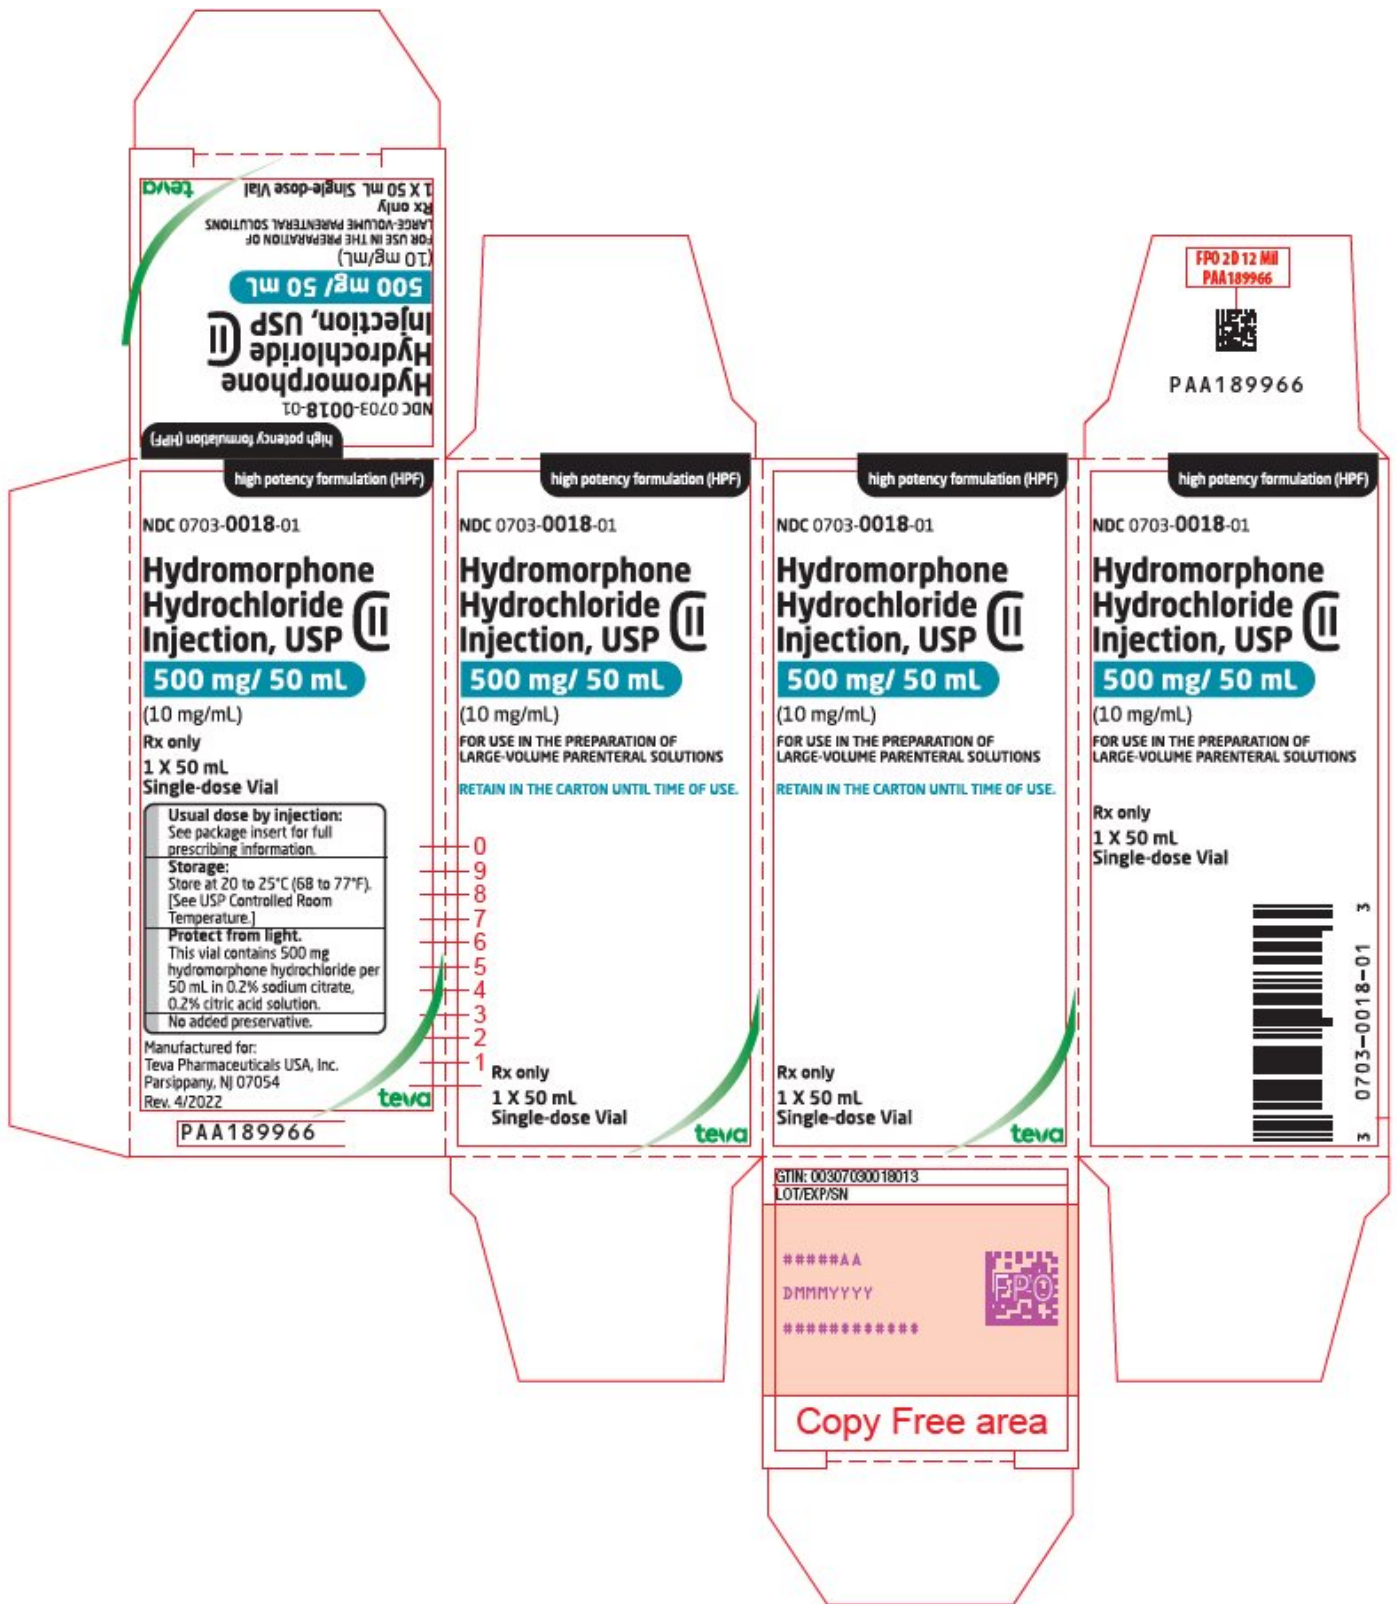 teva
1 X 50 mL Single-dose Vial
Rx only
LARGE-VOLUME PARENTERAL SOLUTIONS
FOR USE IN THE PREPARATION OF
(10 mg/mL)
500 mg/ 50 mL
Injection, USP
Hydrochloride CII
Hydromorphone
NDC 0703-0018-01
high potency formulation (HPF)
FPO 2D 12 Mil
PAA189966
PAA189966
high potency formulation (HPF)
NDC 0703-0018-01
Hydromorphone
Hydrochloride CII
Injection, USP
500 mg/ 50 mL
(10 mg/mL)
Rx only
1 X 50 mL
Single-dose Vial
Usual dose by injection:
See package insert for full
prescribing information.
Storage:
Store at 20 to 25°C (68 to 77°F).
[See USP Controlled Room
Temperature.]
Protect from light.
This vial contains 500 mg
hydromorphone hydrochloride per
50 mL in 0.2% sodium citrate,
0.2% citric acid solution.
No added preservative.
Manufactured for:
Teva Pharmaceuticals USA, Inc.
Parsippany, NJ 07054
Rev. 4/2022
teva
PAA189966
high potency formulation (HPF)
NDC 0703-0018-01
Hydromorphone
Hydrochloride CII
Injection, USP
500 mg/ 50 mL
(10 mg/mL)
FOR USE IN THE PREPARATION OF
LARGE-VOLUME PARENTERAL SOLUTIONS
RETAIN IN THE CARTON UNTIL TIME OF USE.
0
9
8
7
6
5
4
3
2
1
Rx only
1 X 50 mL
Single-dose Vial
teva
high potency formulation (HPF)
NDC 0703-0018-01
Hydromorphone
Hydrochloride CII
Injection, USP
500 mg/ 50 mL
(10 mg/mL)
FOR USE IN THE PREPARATION OF
LARGE-VOLUME PARENTERAL SOLUTIONS
RETAIN IN THE CARTON UNTIL TIME OF USE.
Rx only
1 X 50 mL
Single-dose Vial
teva
high potency formulation (HPF)
NDC 0703-0018-01
Hydromorphone
Hydrochloride CII
Injection, USP
500 mg/ 50 mL
(10 mg/mL)
FOR USE IN THE PREPARATION OF
LARGE-VOLUME PARENTERAL SOLUTIONS
Rx only
1 X 50 mL
Single-dose Vial
3 0703-0018-01 3
GTIN: 00307030018013
LOT/EXP/SN
#####AA
DMMMYYYY
############
FPO
Copy Free area